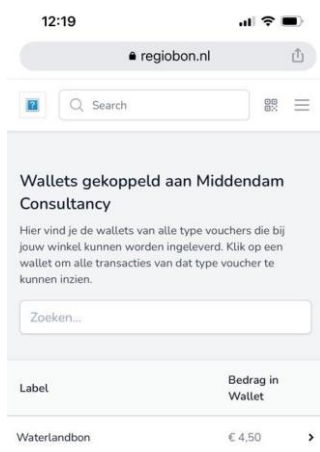 12:19
regiobon.nl
Search
Wallets gekoppeld aan Middendam
Consultancy
Hier vind je de wallets van alle type vouchers die bij
jouw winkel kunnen worden ingeleverd. Klik op een
wallet om alle transacties van dat type voucher te
kunnen inzien.
Zoeken...
Label
Bedrag in
Wallet
Waterlandbon
€ 4,50